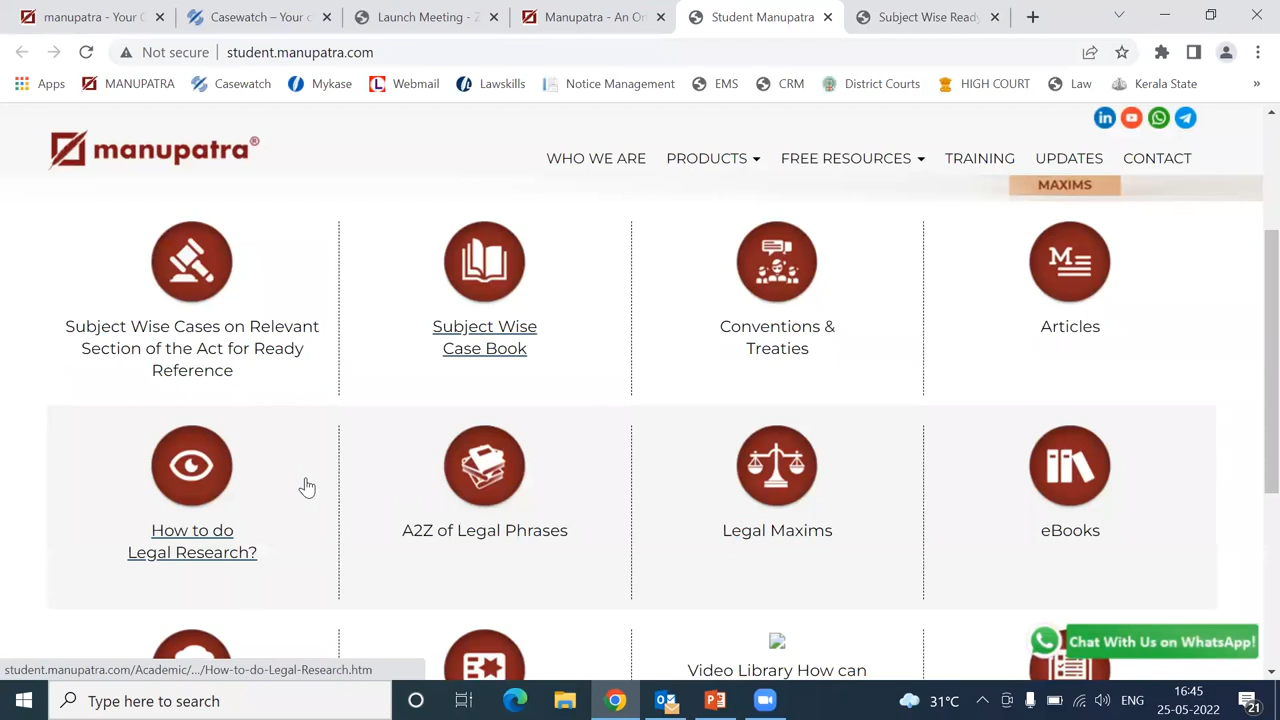 manupatra - Your C
Casewatch – Your c
Launch Meeting - Z
Manupatra - An On
Student Manupatra
Subject Wise Ready
Not secure
student.manupatra.com
Apps
MANUPATRA
Casewatch
Mykase
Webmail
Lawskills
Notice Management
EMS
CRM
District Courts
HIGH COURT
Law
Kerala State
»
manupatra®
WHO WE ARE
PRODUCTS
FREE RESOURCES
TRAINING
UPDATES
CONTACT
MAXIMS
Subject Wise Cases on Relevant
Section of the Act for Ready
Reference
Subject Wise
Case Book
Conventions &
Treaties
Articles
How to do
Legal Research?
A2Z of Legal Phrases
Legal Maxims
eBooks
Video Library How can
Chat With Us on WhatsApp!
student.manupatra.com/Academic/.../How-to-do-Legal-Research.htm
Type here to search
31°C
ENG
16:45
25-05-2022
21